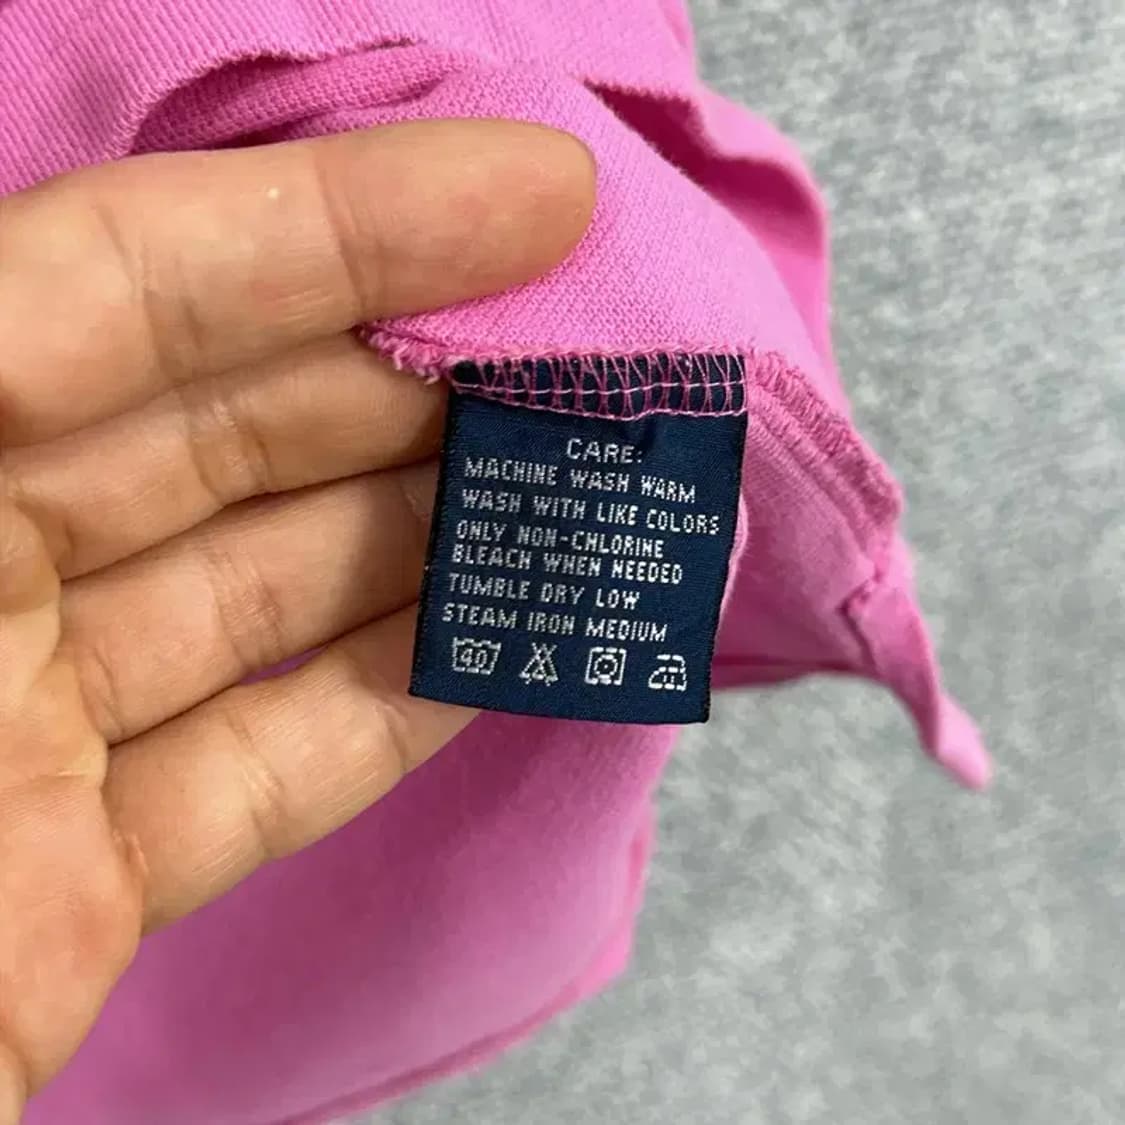 CARE:
MACHINE WASH WARM
WASH WITH LIKE COLORS
ONLY NON-CHLORINE
BLEACH WHEN NEEDED
TUMBLE DRY LOW
STEAM IRON MEDIUM
40